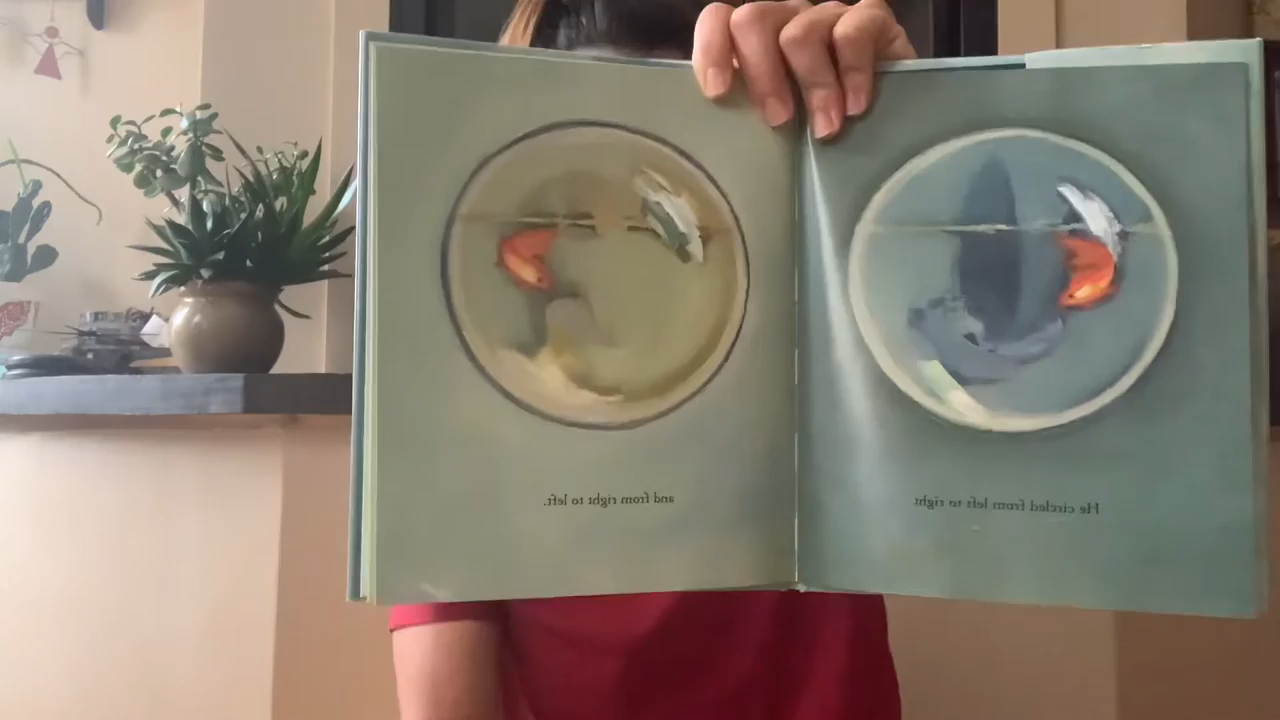 He circled from left to right
and from right to left.